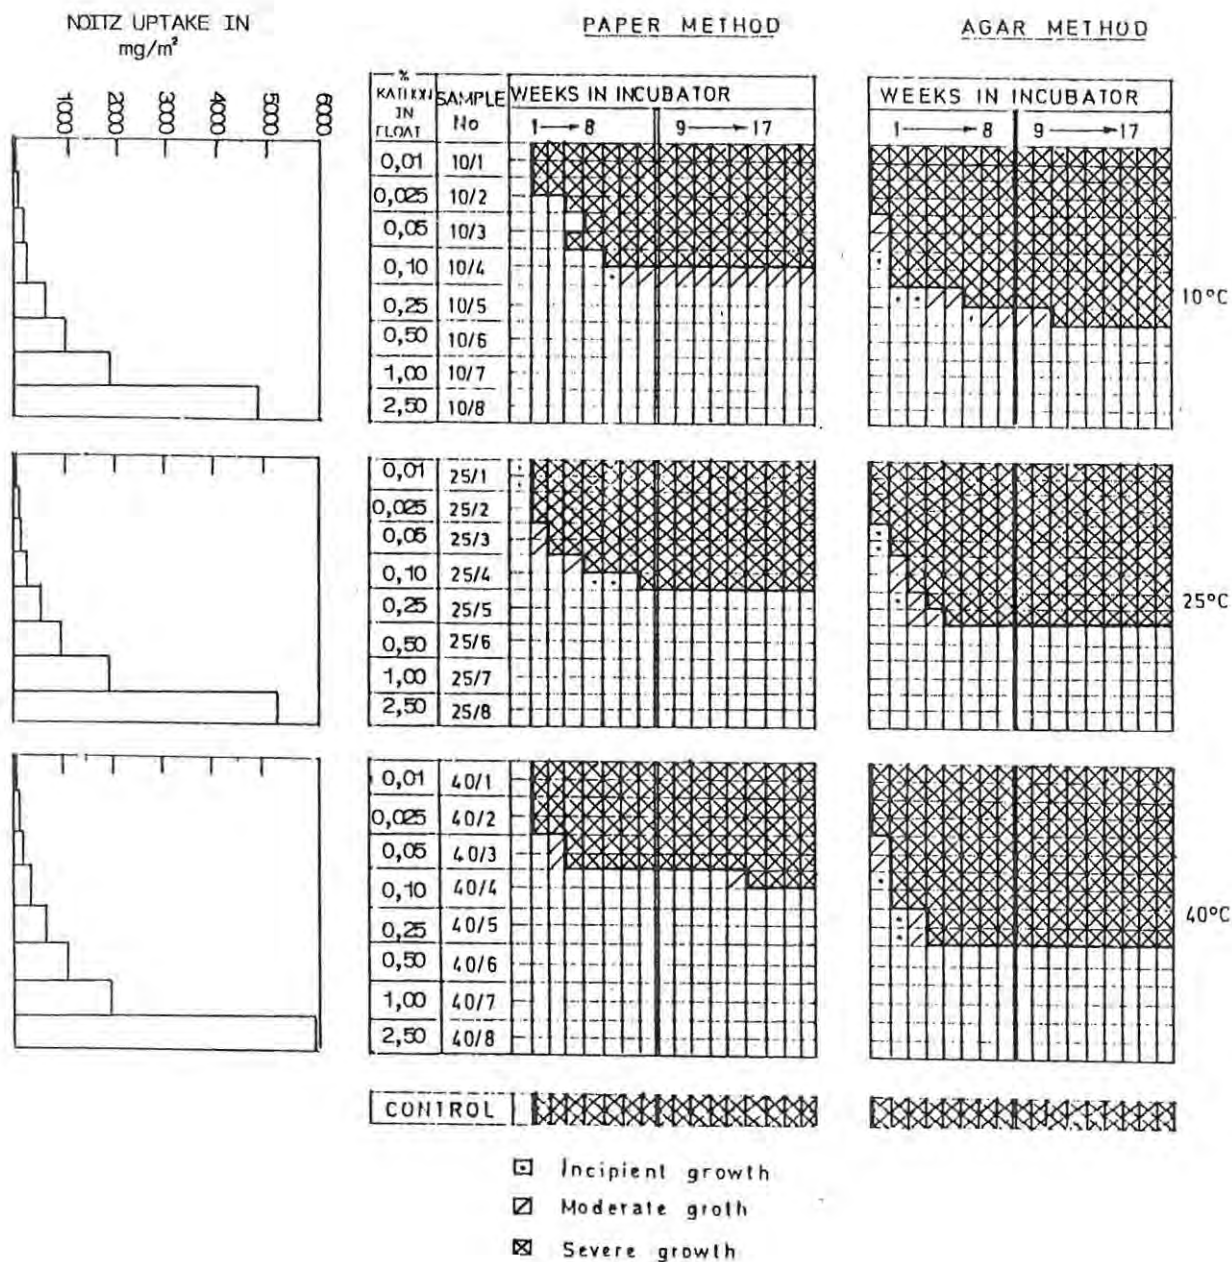 NOITZ UPTAKE IN
mg/m²
PAPER METHOD
AGAR METHOD
1000 2000 3000 4000 5000 6000
%
KATHON
IN
FLOAT
SAMPLE
No
WEEKS IN INCUBATOR
1 → 8 9 → 17
WEEKS IN INCUBATOR
1 → 8 9 → 17
0,01 10/1
0,025 10/2
0,05 10/3
0,10 10/4
0,25 10/5
0,50 10/6
1,00 10/7
2,50 10/8
10°C
0,01 25/1
0,025 25/2
0,05 25/3
0,10 25/4
0,25 25/5
0,50 25/6
1,00 25/7
2,50 25/8
25°C
0,01 40/1
0,025 40/2
0,05 40/3
0,10 40/4
0,25 40/5
0,50 40/6
1,00 40/7
2,50 40/8
40°C
CONTROL
Incipient growth
Moderate groth
Severe growth